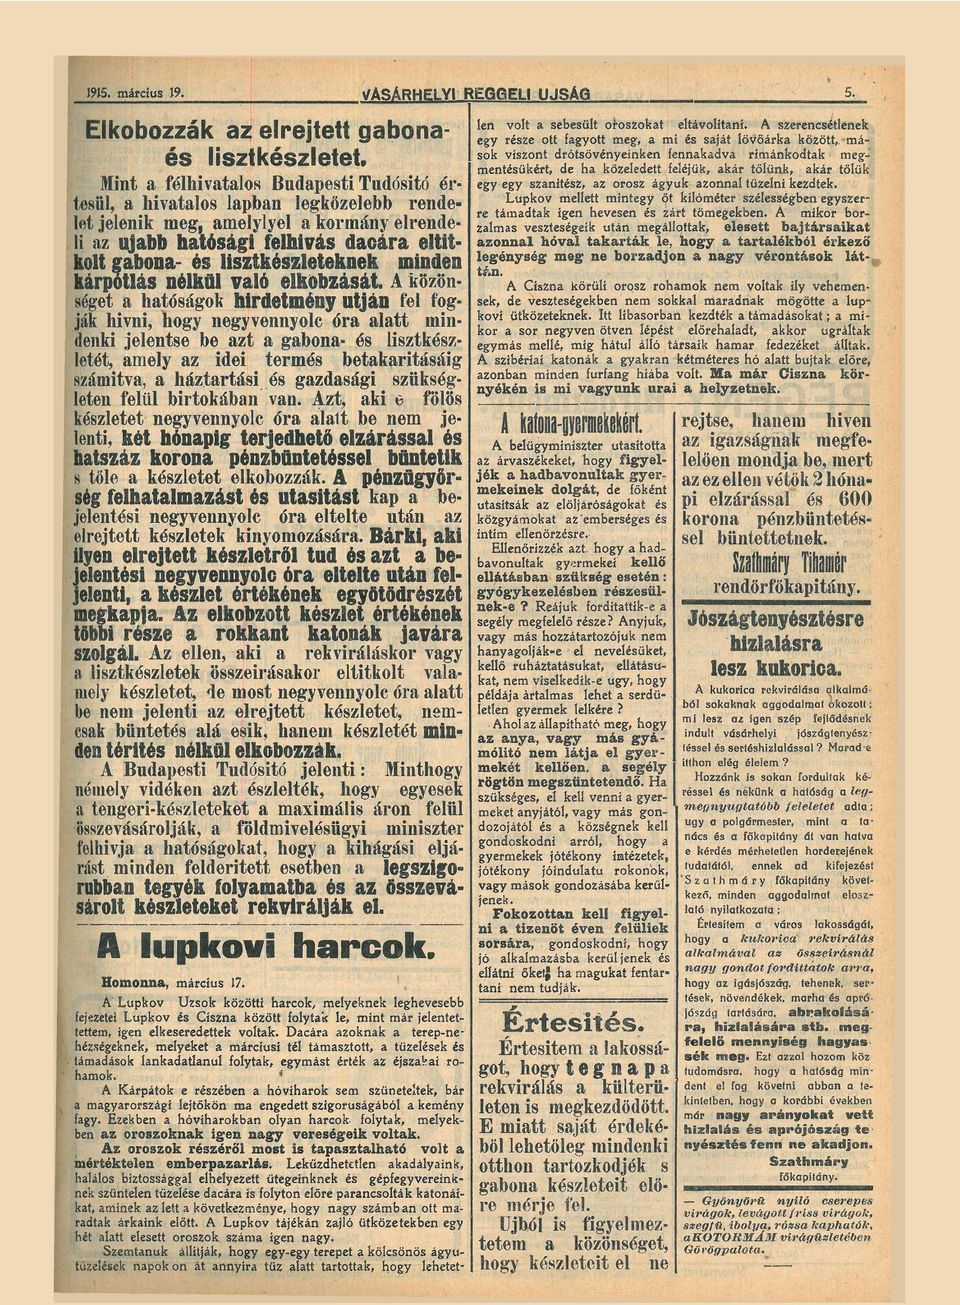 1915. március 19.
VÁSÁRHELYI REGGELI UJSÁG
5.
Elkobozzák az elrejtett gabona-
és lisztkészletet.
Mint a félhivatalos Budapesti Tudósító ér-
tesül, a hivatalos lapban legközelebb rende-
let jelenik meg, amelylyel a kormány elrende-
li az ujabb hatósági felhivás dacára eltit-
kolt gabona- és lisztkészleteknek minden
kárpótlás nélkül való elkobzását. A közön-
séget a hatóságok hirdetmény utján fel fog-
ják hivni, hogy negyvennyolc óra alatt min-
denki jelentse be azt a gabona- és lisztkész-
letét, amely az idei termés betakaritásáig
számitva, a háztartási és gazdasági szükség-
leten felül birtokában van. Azt, aki e fölös
készletet negyvennyolc óra alatt be nem je-
lenti, két hónapig terjedhető elzárással és
hatszáz korona pénzbüntetéssel büntetik
s tőle a készletet elkobozzák. A pénzügyőr-
ség felhatalmazást és utasitást kap a be-
jelentési negyvennyolc óra eltelte után az
elrejtett készletek kinyomozására. Bárki, aki
ilyen elrejtett készletről tud és azt a be-
jelentési negyvennyolc óra eltelte után fel-
jelenti, a készlet értékének egyötödrészét
megkapja. Az elkobzott készlet értékének
többi része a rokkant katonák javára
szolgál. Az ellen, aki a rekviráláskor vagy
a lisztkészletek összeirásakor eltitkolt vala-
mely készletet, de most negyvennyolc óra alatt
be nem jelenti az elrejtett készletet, nem-
csak büntetés alá esik, hanem készletét min-
den térités nélkül elkobozzák.
A Budapesti Tudósitó jelenti: Minthogy
némely vidéken azt észlelték, hogy egyesek
a tengeri-készleteket a maximális áron felül
összevásárolják, a földmivelésügyi miniszter
felhivja a hatóságokat, hogy a kihágási eljá-
rást minden felderitett esetben a legszigo-
rubban tegyék folyamatba és az összevá-
sárolt készleteket rekvirálják el.
A lupkovi harcok.
Homonna, március 17.
A Lupkov Uzsok közötti harcok, melyeknek leghevesebb
fejezetei Lupkov és Ciszna között folytak le, mint már jelentet-
tettem, igen elkeseredettek voltak. Dacára azoknak a terep-ne-
hézségeknek, melyeket a márciusi tél támasztott, a tüzelések és
támadások lankadatlanul folytak, egymást érték az éjszakai ro-
hamok.
A Kárpátok e részében a hóviharok sem szüneteltek, bár
a magyarországi lejtőkön ma engedett szigoruságából a kemény
fagy. Ezekben a hóviharokban olyan harcok folytak, melyek-
ben az oroszoknak igen nagy vereségeik voltak.
Az oroszok részéről most is tapasztalható volt a
mértéktelen emberpazarlás. Leküzdhetetlen akadályaink,
halálos biztossággal elhelyezett ütegeinknek és gépfegyvereink-
nek szüntelen tüzelése dacára is folyton előre parancsolták katonái-
kat, aminek az lett a következménye, hogy nagy számban ott ma-
radtak árkaink előtt. A Lupkov tájékán zajló ütközetekben egy
hét alatt elesett oroszok száma igen nagy.
Szemtanuk állitják, hogy egy-egy terepet a kölcsönös ágyu-
tüzelések napokon át annyira tüz alatt tartottak, hogy lehetet-
len volt a sebesült oroszokat eltávolitani. A szerencsétlenek
egy része ott fagyott meg, a mi és saját lövőárka között, má-
sok viszont drótsövényeinken fennakadva rimánkodtak meg-
mentésükért, de ha közeledett feléjük, akár tőlünk, akár tőlük
egy-egy szanitész, az orosz ágyuk azonnal tüzelni kezdtek.
Lupkov mellett mintegy öt kilóméter szélességben egyszer-
re támadtak igen hevesen és zárt tömegekben. A mikor bor-
zalmas veszteségeik után megállottak, elesett bajtársaikat
azonnal hóval takarták le, hogy a tartalékból érkező
legénység meg ne borzadjon a nagy vérontások lát-
tán.
A Ciszna körüli orosz rohamok nem voltak ily vehemen-
sek, de veszteségekben nem sokkal maradnak mögötte a lup-
kovi ütközeteknek. Itt libasorban kezdték a támadásokat; a mi-
kor a sor negyven ötven lépést előrehaladt, akkor ugráltak
egymás mellé, mig hátul álló társaik hamar fedezéket álltak.
A szibériai katonák a gyakran kétméteres hó alatt bujtak előre,
azonban minden furfang hiába volt. Ma már Ciszna kör-
nyékén is mi vagyunk urai a helyzetnek.
A katona-gyermekekért.
A belügyminiszter utasította
az árvaszékeket, hogy figyel-
jék a hadbavonultak gyer-
mekeinek dolgát, de főként
utasítsák az elöljáróságokat és
közgyámokat az emberséges és
intim ellenőrzésre.
Ellenőrizzék azt, hogy a had-
bavonultak gyermekei kellő
ellátásban szükség esetén:
gyógykezelésben részesül-
nek-e? Reájuk fordittatik-e a
segély megfelelő része? Anyjuk,
vagy más hozzátartozójuk nem
hanyagolják-e el nevelésüket,
kellő ruháztatásukat, ellátásu-
kat, nem viselkedik-e ugy, hogy
példája ártalmas lehet a serdü-
letlen gyermek lelkére?
Ahol az állapitható meg, hogy
az anya, vagy más gyá-
mólitó nem látja el gyer-
mekét kellően, a segély
rögtön megszüntetendő. Ha
szükséges, el kell venni a gyer-
meket anyjától, vagy más gon-
dozójától és a községnek kell
gondoskodni arról, hogy a
gyermekek jótékony intézetek,
jótékony jóindulatu rokonok,
vagy mások gondozásába kerül-
jenek.
Fokozottan kell figyel-
ni a tizenöt éven felüliek
sorsára, gondoskodni, hogy
jó alkalmazásba kerüljenek és
ellátni őket, ha magukat fentar-
tani nem tudják.
Értesítés.
Értesitem a lakossá-
got, hogy tegnap a
rekvirálás a külterü-
leten is megkezdődött.
E miatt saját érdeké-
ből lehetőleg mindenki
otthon tartozkodjék s
gabona készleteit elő-
re mérje fel.
Ujból is figyelmez-
tetem a közönséget,
hogy készleteit el ne
rejtse, hanem hiven
az igazságnak megfe-
lelően mondja be, mert
az ez ellen vétők 2 hóna-
pi elzárással és 600
korona pénzbüntetés-
sel büntettetnek.
Szathmáry Tihamér
rendőrfőkapitány.
Jószágtenyésztésre
hizlalásra
lesz kukorica.
A kukorica rekvirálása alkalmá-
ból sokaknak aggodalmat okozott;
mi lesz az igen szép fejlődésnek
indult vásárhelyi jószágtenyész-
téssel és sertéshizlalással? Marad-e
itthon elég élelem?
Hozzánk is sokan fordultak ké-
réssel és nékünk a hatóság a leg-
megnyugtatóbb feleletet adta;
ugy a polgármester, mint a ta-
nács és a főkapitány át van hatva
e kérdés mérhetetlen horderejének
tudatától. ennek ad kifejezést
Szathmáry főkapitány követ-
kező, minden aggodalmat elosz-
lató nyilatkozata:
Értesitem a város lakosságát,
hogy a kukorica rekvirálás
alkalmával az összeirásnál
nagy gondot fordittatok arra,
hogy az igásjószág, tehenek, ser-
tések, növendékek, marha és apró-
jószág tartására, abrakolásá-
ra, hizlalására stb. meg-
felelő mennyiség hagyas-
sék meg. Ezt azzal hozom köz
tudomásra, hogy a hatóság min-
dent el fog követni abban a te-
kintetben, hogy a korábbi években
már nagy arányokat vett
hizlalás és aprójószág te-
nyésztés fenn ne akadjon.
Szathmáry
főkapitány.
— Gyönyörű nyiló cserepes
virágok, levágott friss virágok,
szegfű, ibolya, rózsa kaphatók,
a KOTORMÁM virágüzletében
Görögpalota.